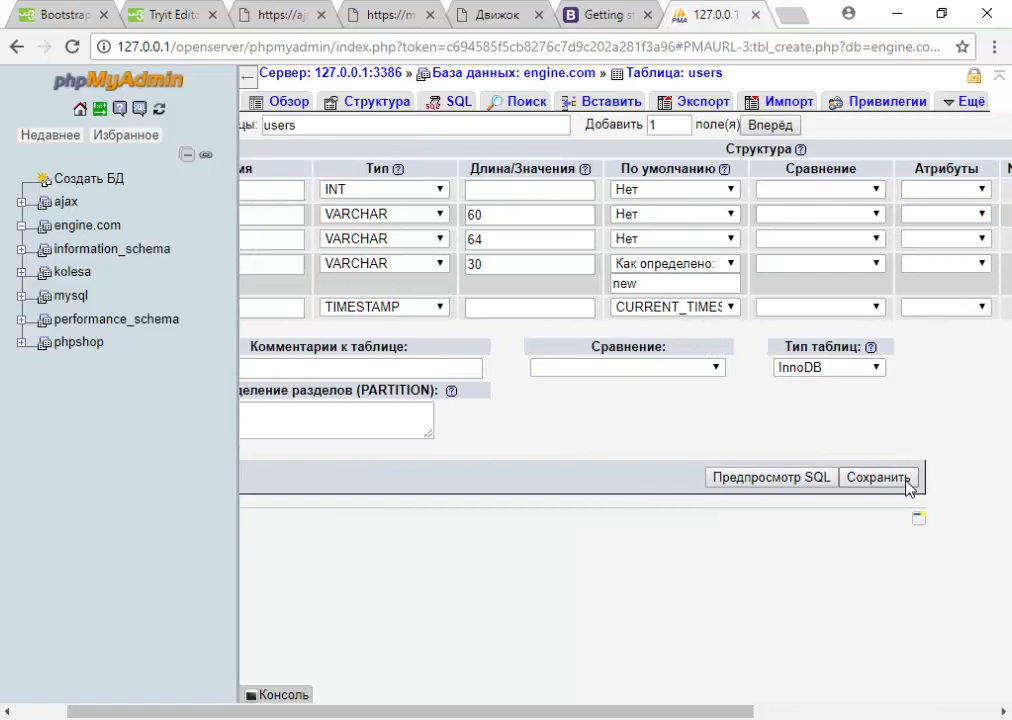 Bootstrap
Tryit Edito
https://aja
https://m
Движок
Getting st
127.0.0.1
127.0.0.1/openserver/phpmyadmin/index.php?token=c694585f5cb8276c7d9c202a281f3a96#PMAURL-3:tbl_create.php?db=engine.co...
phpMyAdmin
Недавнее Избранное
Создать БД
ajax
engine.com
information_schema
kolesa
mysql
performance_schema
phpshop
Сервер: 127.0.0.1:3386 » База данных: engine.com » Таблица: users
Обзор Структура SQL Поиск Вставить Экспорт Импорт Привилегии Ещё
цы: users Добавить 1 поле(я) Вперёд
Структура
мя Тип Длина/Значения По умолчанию Сравнение Атрибуты
INT Нет
VARCHAR 60 Нет
VARCHAR 64 Нет
VARCHAR 30 Как определено:
new
TIMESTAMP CURRENT_TIMES
Комментарии к таблице: Сравнение: Тип таблиц:
InnoDB
деление разделов (PARTITION):
Предпросмотр SQL Сохранить
Консоль